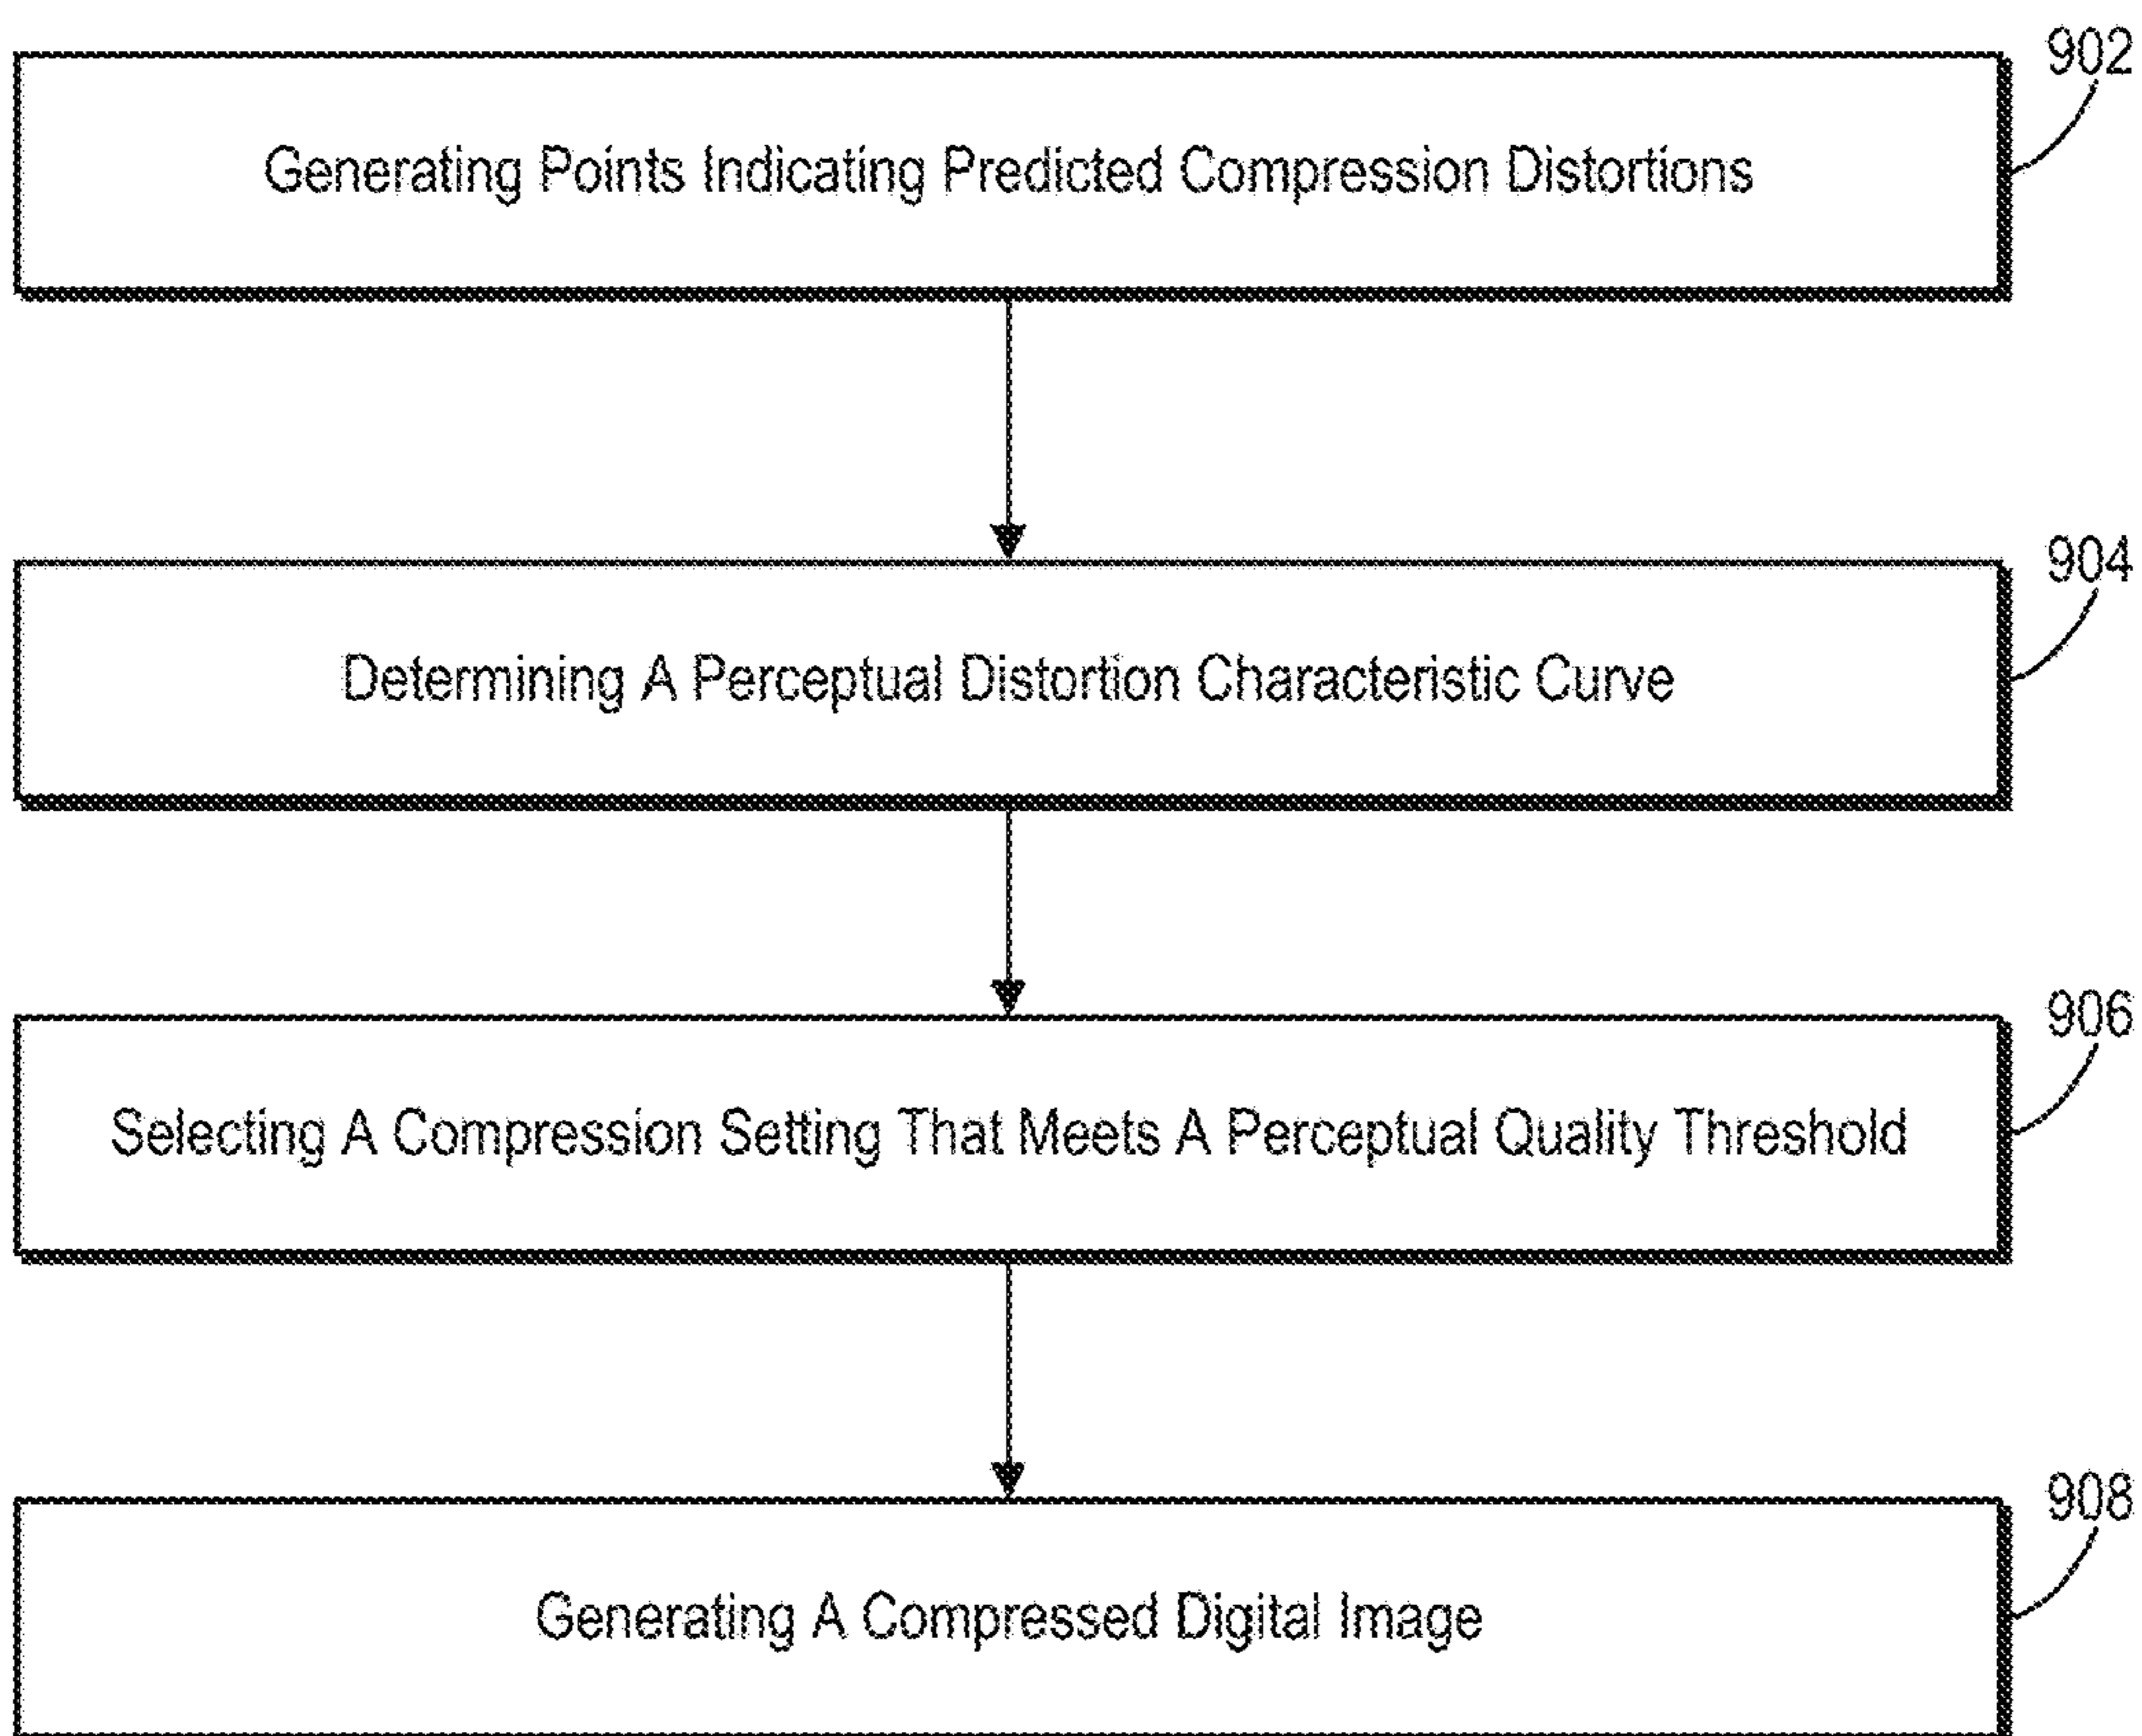 902
Generating Points Indicating Predicted Compression Distortions
904
Determining A Perceptual Distortion Characteristic Curve
906
Selecting A Compression Setting That Meets A Perceptual Quality Threshold
908
Generating A Compressed Digital Image